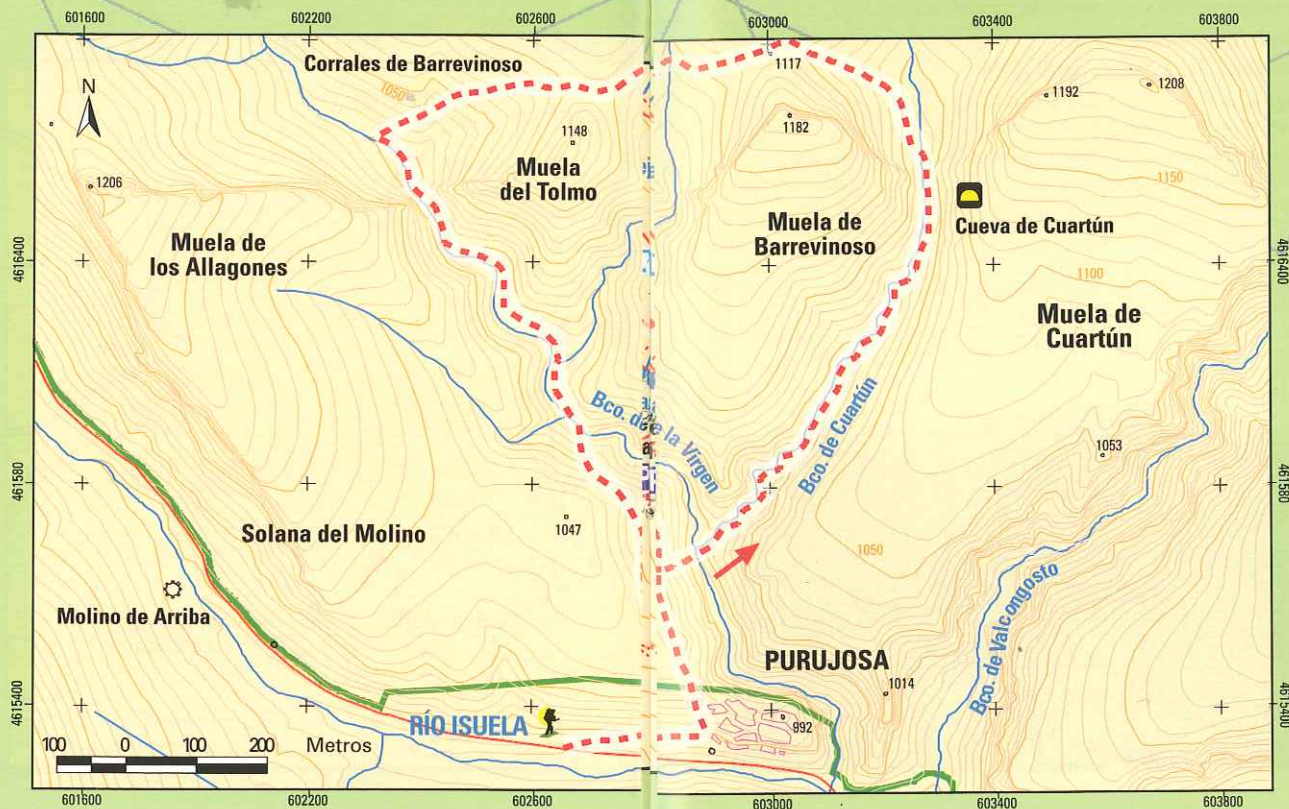 601600
602200
602600
603000
603400
603800
Corrales de Barrevinoso
1050
N
1117
1192
1208
1182
1148
Muela
del Tolmo
1206
1150
Muela de
Barrevinoso
Cueva de Cuartún
Muela de
los Allagones
4616400
4616400
1100
Muela de
Cuartún
Bco. de la Virgen
Bco. de Cuartún
1053
461580
461580
Solana del Molino
1047
1050
Molino de Arriba
Bco. de Valcongosto
PURUJOSA
1014
4615400
4615400
RÍO ISUELA
992
100 0 100 200 Metros
601600
602200
602600
603000
603400
603800